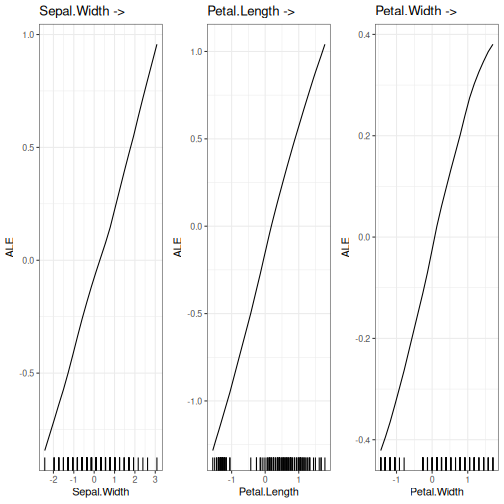 Sepal.Width -> Petal.Length -> Petal.Width ->
1.0 1.0 0.4
0.5 0.5 0.2
ALE 0.0 ALE 0.0 ALE 0.0
-0.5 -0.5 -0.2
-1.0 -0.4
-2 -1 0 1 2 3 -1 0 1 -1 0 1
Sepal.Width Petal.Length Petal.Width